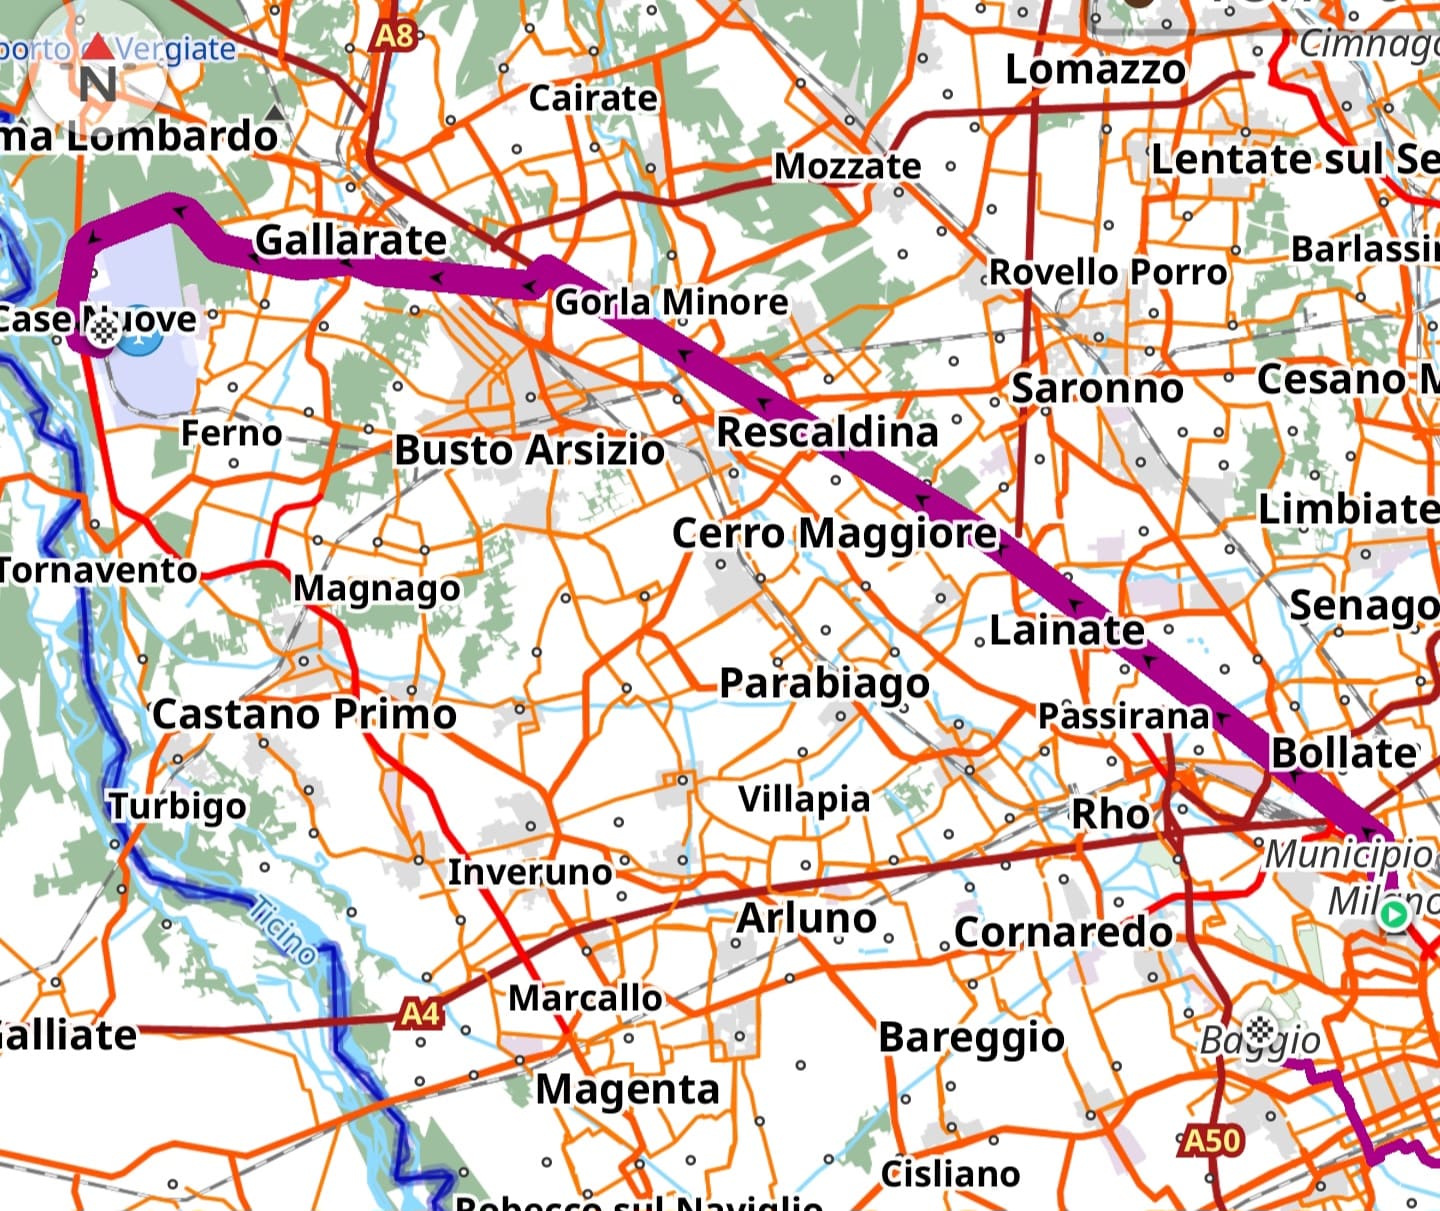 A8
porto Vergiate
N
Cimnago
Lomazzo
Cairate
ma Lombardo
Mozzate
Lentate sul Se
Gallarate
Barlassi
Rovello Porro
Gorla Minore
Case Nuove
Saronno
Cesano M
Ferno
Rescaldina
Busto Arsizio
Limbiate
Cerro Maggiore
Tornavento
Magnago
Senago
Lainate
Parabiago
Castano Primo
Passirana
Bollate
Turbigo
Villapia
Rho
Municipio
Milano
Inveruno
Arluno
Cornaredo
Ticino
Marcallo
A4
Galliate
Bareggio
Baggio
Magenta
A50
Cisliano
Robecco sul Naviglio